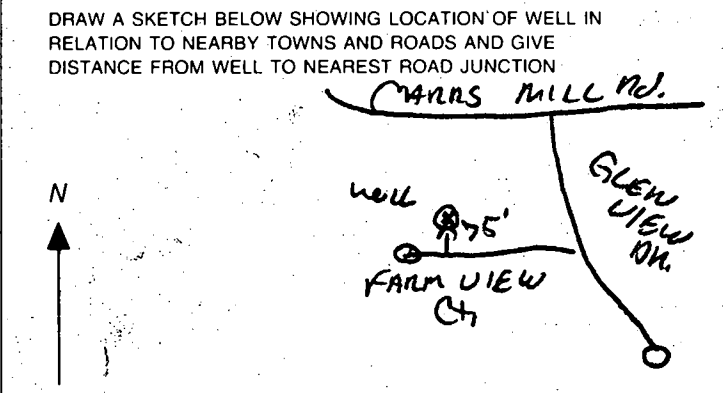 DRAW A SKETCH BELOW SHOWING LOCATION OF WELL IN
RELATION TO NEARBY TOWNS AND ROADS AND GIVE
DISTANCE FROM WELL TO NEAREST ROAD JUNCTION
MARRS MILL Rd.
GLEN
VIEW
DR.
N
well
75'
FARM VIEW
Ct